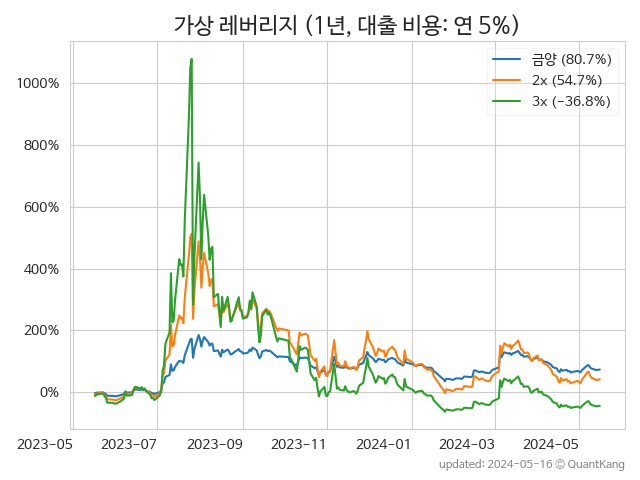 가상 레버리지 (1년, 대출 비용: 연 5%)
금양 (80.7%)
2x (54.7%)
3x (−36.8%)
1000%
800%
600%
400%
200%
0%
2023-05 2023-07 2023-09 2023-11 2024-01 2024-03 2024-05
updated: 2024-05-16 © QuantKang